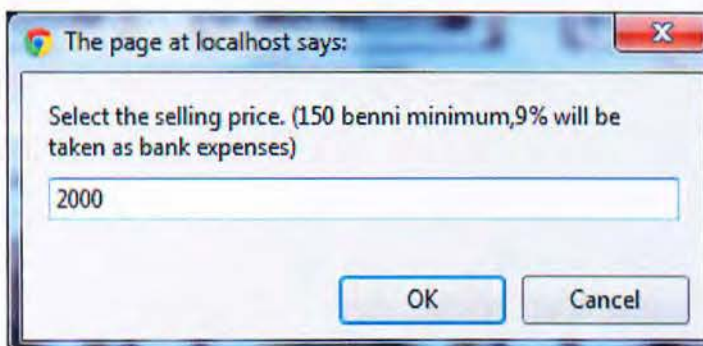 The page at localhost says:
Select the selling price. (150 benni minimum,9% will be
taken as bank expenses)
2000
OK
Cancel